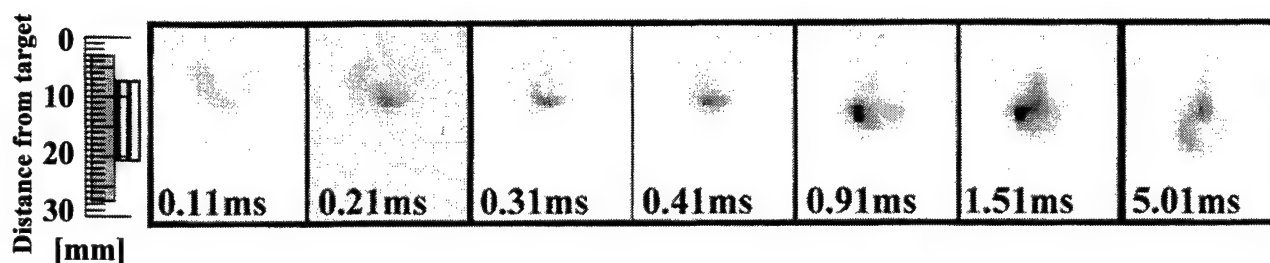 Distance from target
0
10
20
30
[mm]
0.11ms
0.21ms
0.31ms
0.41ms
0.91ms
1.51ms
5.01ms